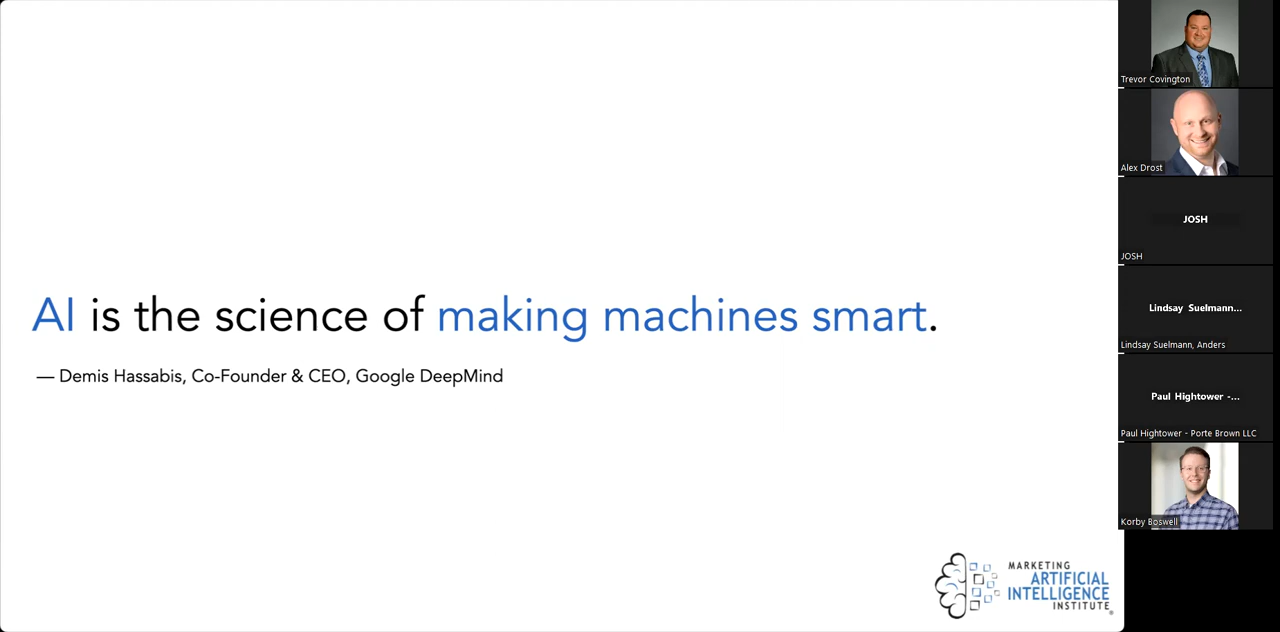 AI is the science of making machines smart.
— Demis Hassabis, Co-Founder & CEO, Google DeepMind
MARKETING
ARTIFICIAL
INTELLIGENCE
INSTITUTE®
Trevor Covington
Alex Drost
JOSH
JOSH
Lindsay Suelmann...
Lindsay Suelmann, Anders
Paul Hightower -...
Paul Hightower - Porte Brown LLC
Korby Boswell